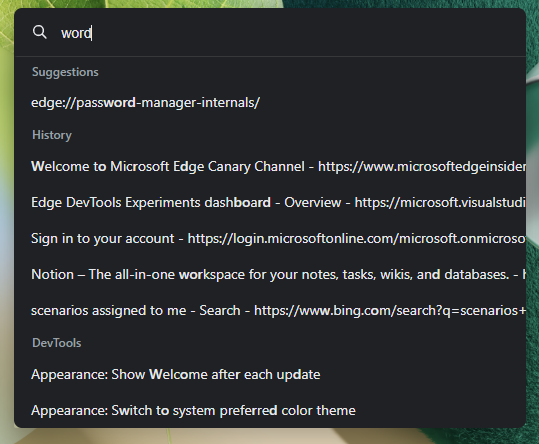 word
Suggestions
edge://password-manager-internals/
History
Welcome to Microsoft Edge Canary Channel - https://www.microsoftedgeinsider
Edge DevTools Experiments dashboard - Overview - https://microsoft.visualstudi
Sign in to your account - https://login.microsoftonline.com/microsoft.onmicroso
Notion – The all-in-one workspace for your notes, tasks, wikis, and databases. - h
scenarios assigned to me - Search - https://www.bing.com/search?q=scenarios+
DevTools
Appearance: Show Welcome after each update
Appearance: Switch to system preferred color theme